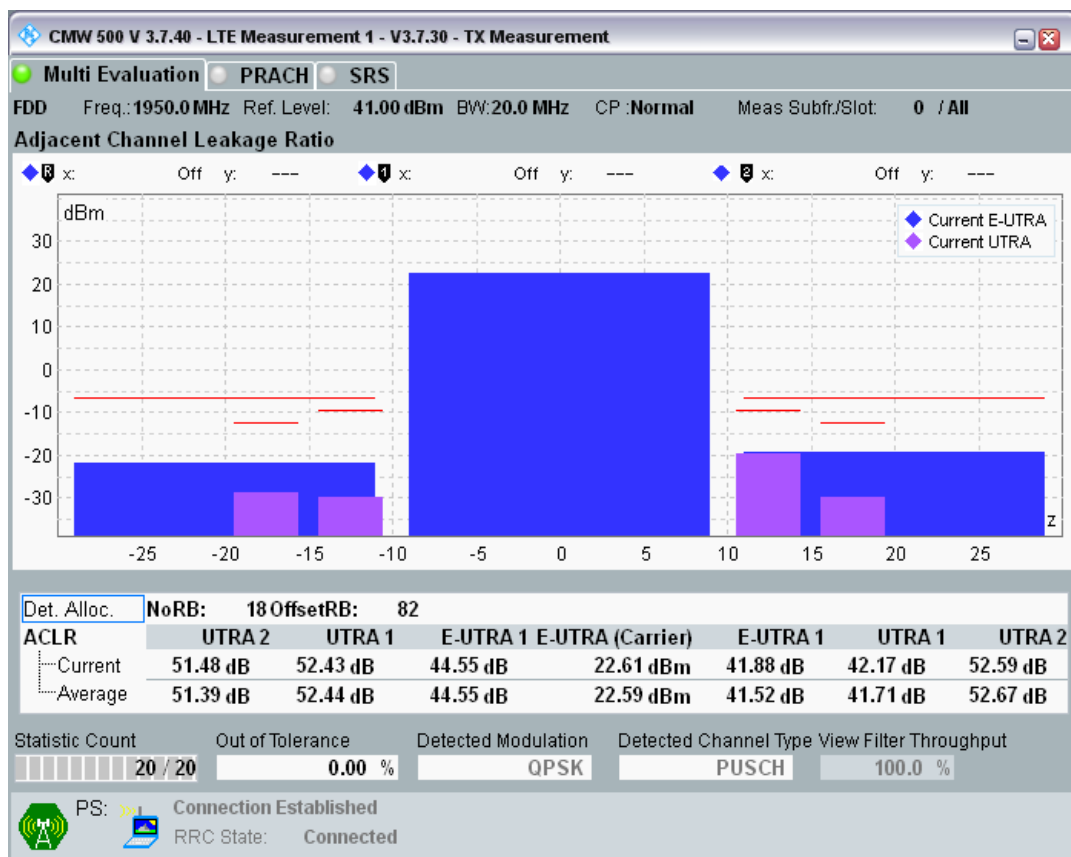 CMW 500 V 3.7.40 - LTE Measurement 1 - V3.7.30 - TX Measurement
Multi Evaluation PRACH SRS
FDD Freq.: 1950.0 MHz Ref. Level: 41.00 dBm BW: 20.0 MHz CP : Normal Meas Subfr./Slot: 0 / All
Adjacent Channel Leakage Ratio
R x: Off y: --- 1 x: Off y: --- 2 x: Off y: ---
dBm
Current E-UTRA
Current UTRA
30
20
10
0
-10
-20
-30
z
-25 -20 -15 -10 -5 0 5 10 15 20 25
Det. Alloc. NoRB: 18 OffsetRB: 82
ACLR UTRA 2 UTRA 1 E-UTRA 1 E-UTRA (Carrier) E-UTRA 1 UTRA 1 UTRA 2
Current 51.48 dB 52.43 dB 44.55 dB 22.61 dBm 41.88 dB 42.17 dB 52.59 dB
Average 51.39 dB 52.44 dB 44.55 dB 22.59 dBm 41.52 dB 41.71 dB 52.67 dB
Statistic Count Out of Tolerance Detected Modulation Detected Channel Type View Filter Throughput
20 / 20 0.00 % QPSK PUSCH 100.0 %
PS: Connection Established
RRC State: Connected